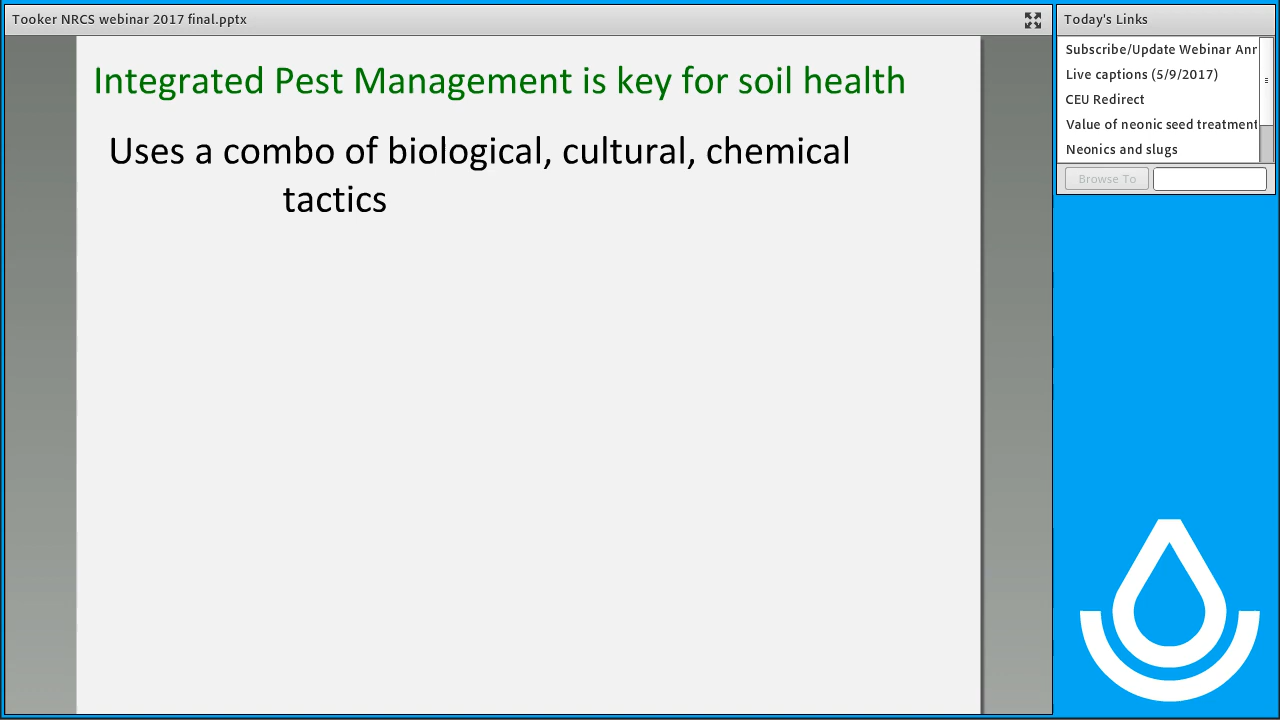 Tooker NRCS webinar 2017 final.pptx
Integrated Pest Management is key for soil health
Uses a combo of biological, cultural, chemical
tactics
Today's Links
Subscribe/Update Webinar
Live captions (5/9/2017)
CEU Redirect
Value of neonic seed treatment
Neonics and slugs
Browse To